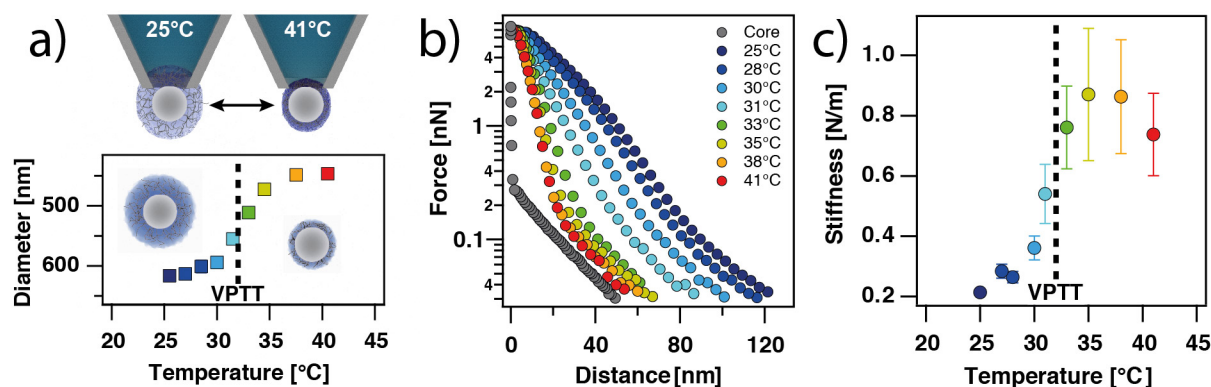 a)
25°C
41°C
Diameter [nm]
500
600
VPTT
20
25
30
35
40
45
Temperature [°C]
b)
Force [nN]
4
2
1
4
2
0.1
4
0
40
80
120
Distance [nm]
Core
25°C
28°C
30°C
31°C
33°C
35°C
38°C
41°C
c)
Stiffness [N/m]
1.0
0.8
0.6
0.4
0.2
VPTT
20
25
30
35
40
45
Temperature [°C]